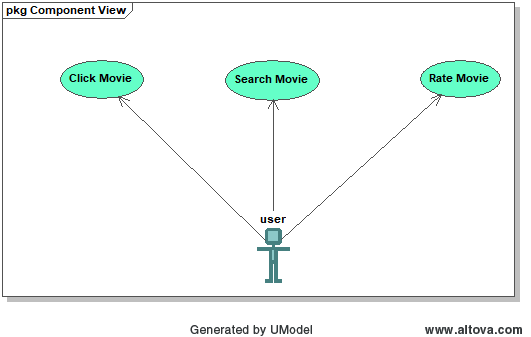 pkg Component View
Click Movie
Search Movie
Rate Movie
user
Generated by UModel
www.altova.com